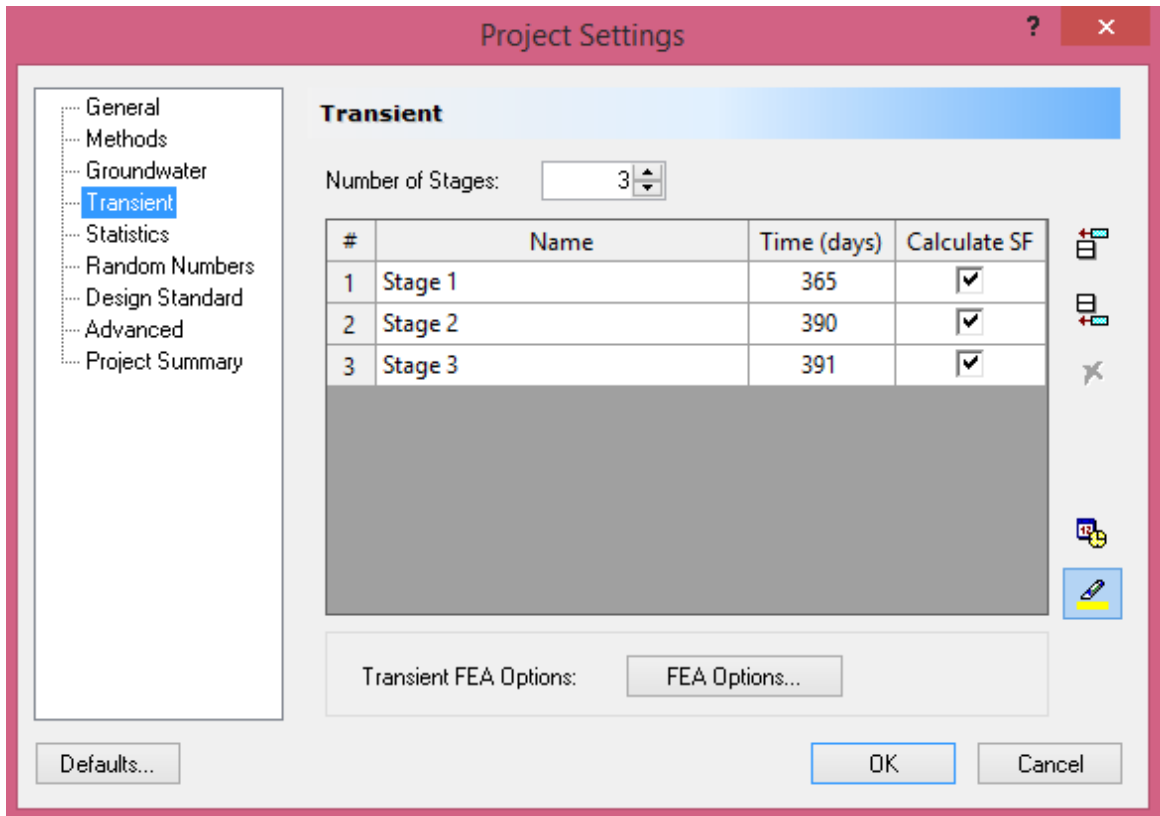 Project Settings
?
General
Methods
Groundwater
Transient
Statistics
Random Numbers
Design Standard
Advanced
Project Summary
Transient
Number of Stages: 3
# Name Time (days) Calculate SF
1 Stage 1 365
2 Stage 2 390
3 Stage 3 391
12
Transient FEA Options: FEA Options...
Defaults... OK Cancel